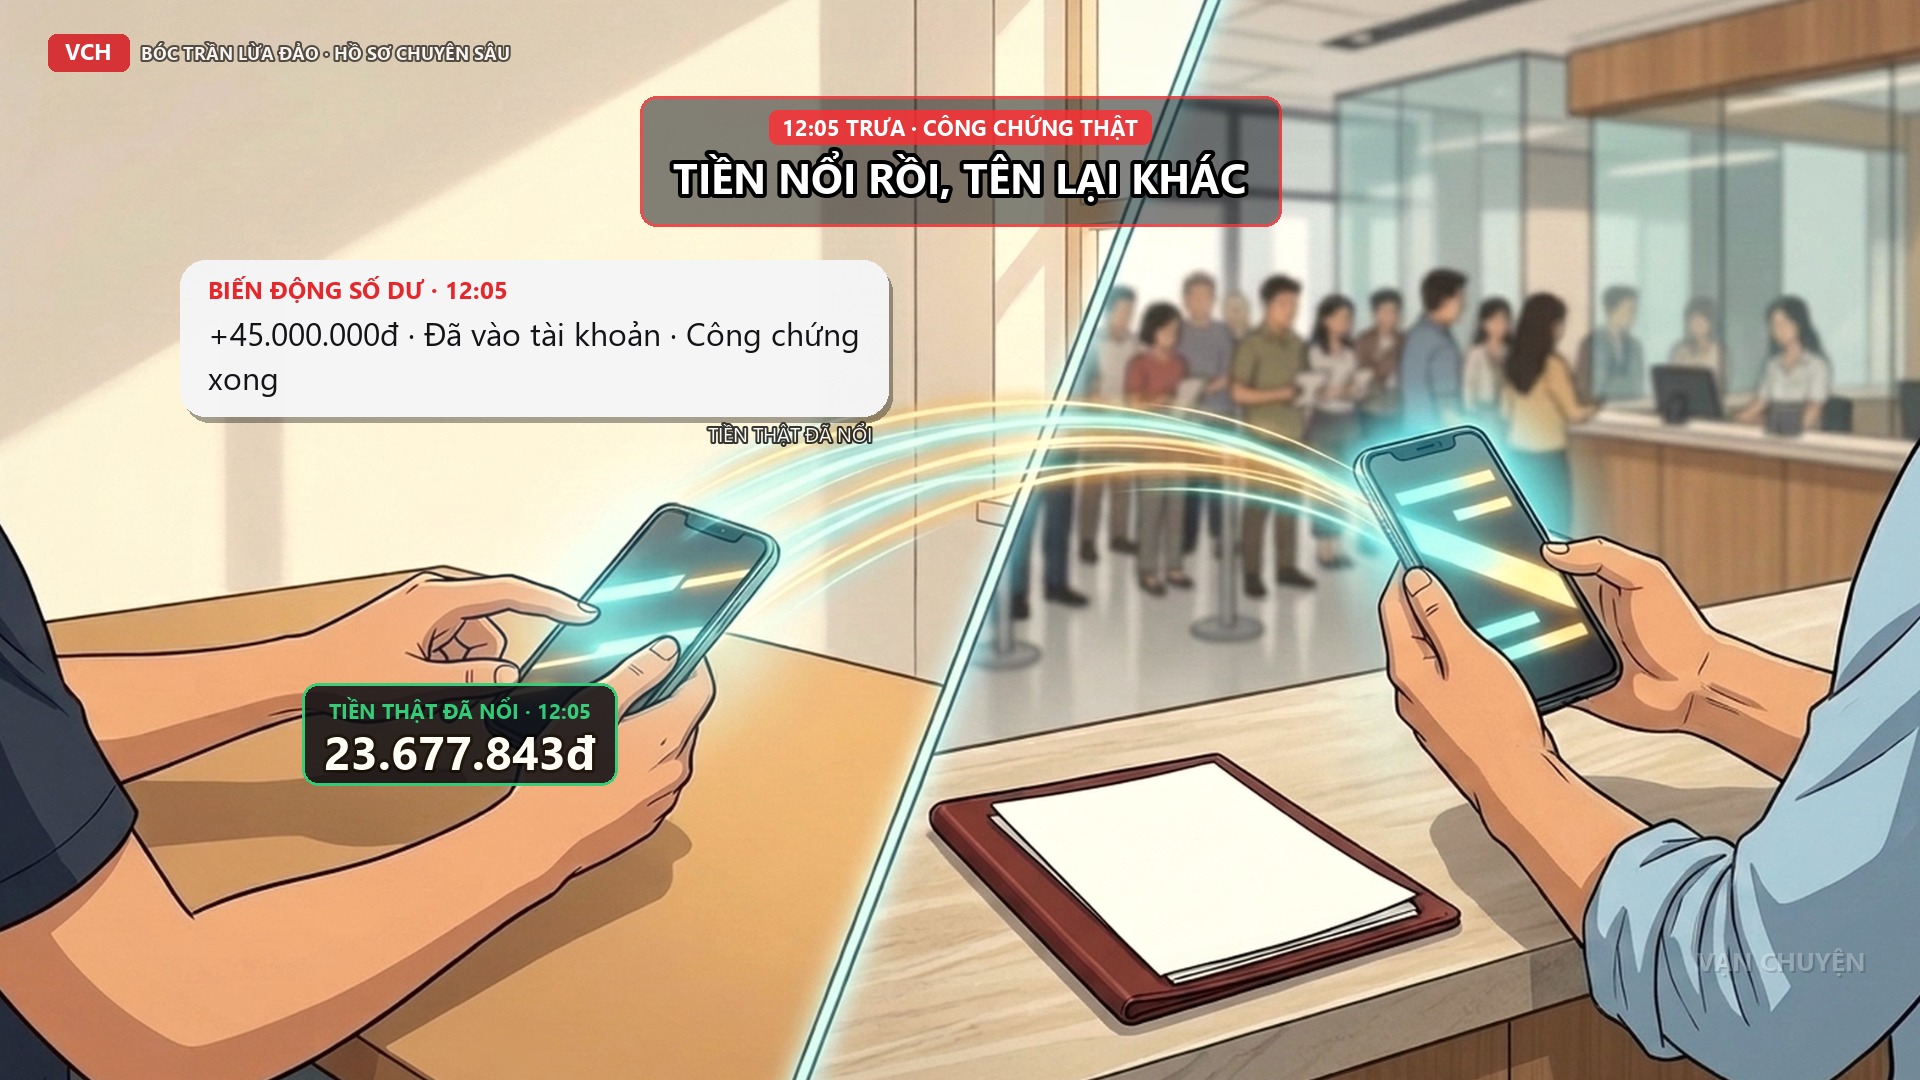 VCH BÓC TRẦN LỪA ĐẢO · HỒ SƠ CHUYÊN SÂU
12:05 TRƯA · CÔNG CHỨNG THẬT
TIỀN NỔI RỒI, TÊN LẠI KHÁC
BIẾN ĐỘNG SỐ DƯ · 12:05
+45.000.000đ · Đã vào tài khoản · Công chứng
xong
TIỀN THẬT ĐÃ NỔI
TIỀN THẬT ĐÃ NỔI · 12:05
23.677.843đ
VẠN CHUYỆN